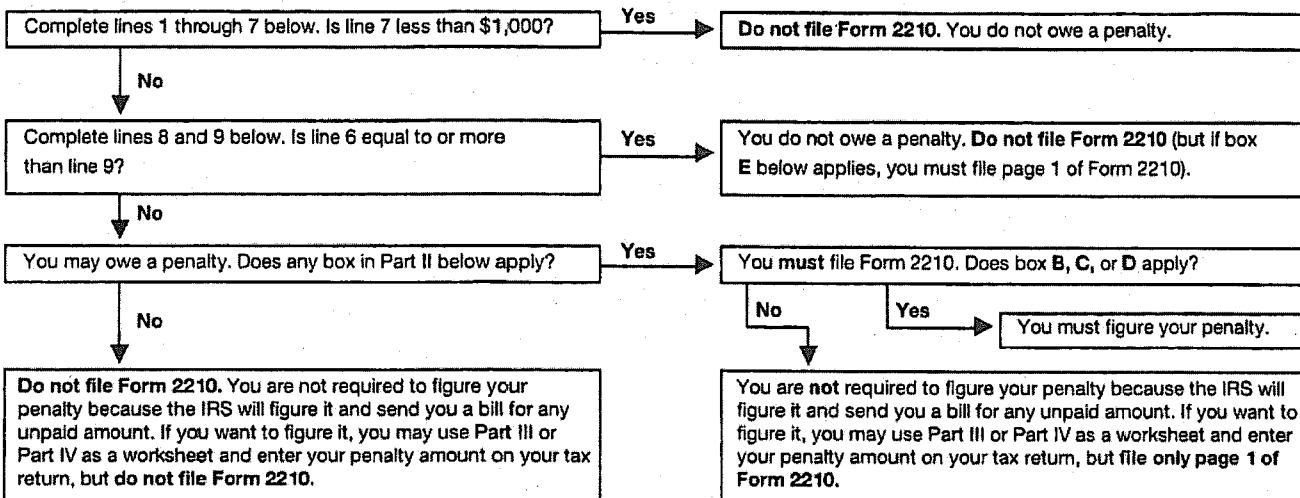 Complete lines 1 through 7 below. Is line 7 less than $1,000?
Yes
Do not file Form 2210. You do not owe a penalty.
No
Complete lines 8 and 9 below. Is line 6 equal to or more
than line 9?
Yes
You do not owe a penalty. Do not file Form 2210 (but if box
E below applies, you must file page 1 of Form 2210).
No
You may owe a penalty. Does any box in Part II below apply?
Yes
You must file Form 2210. Does box B, C, or D apply?
No
No
Yes
You must figure your penalty.
Do not file Form 2210. You are not required to figure your
penalty because the IRS will figure it and send you a bill for any
unpaid amount. If you want to figure it, you may use Part III or
Part IV as a worksheet and enter your penalty amount on your tax
return, but do not file Form 2210.
You are not required to figure your penalty because the IRS will
figure it and send you a bill for any unpaid amount. If you want to
figure it, you may use Part III or Part IV as a worksheet and enter
your penalty amount on your tax return, but file only page 1 of
Form 2210.